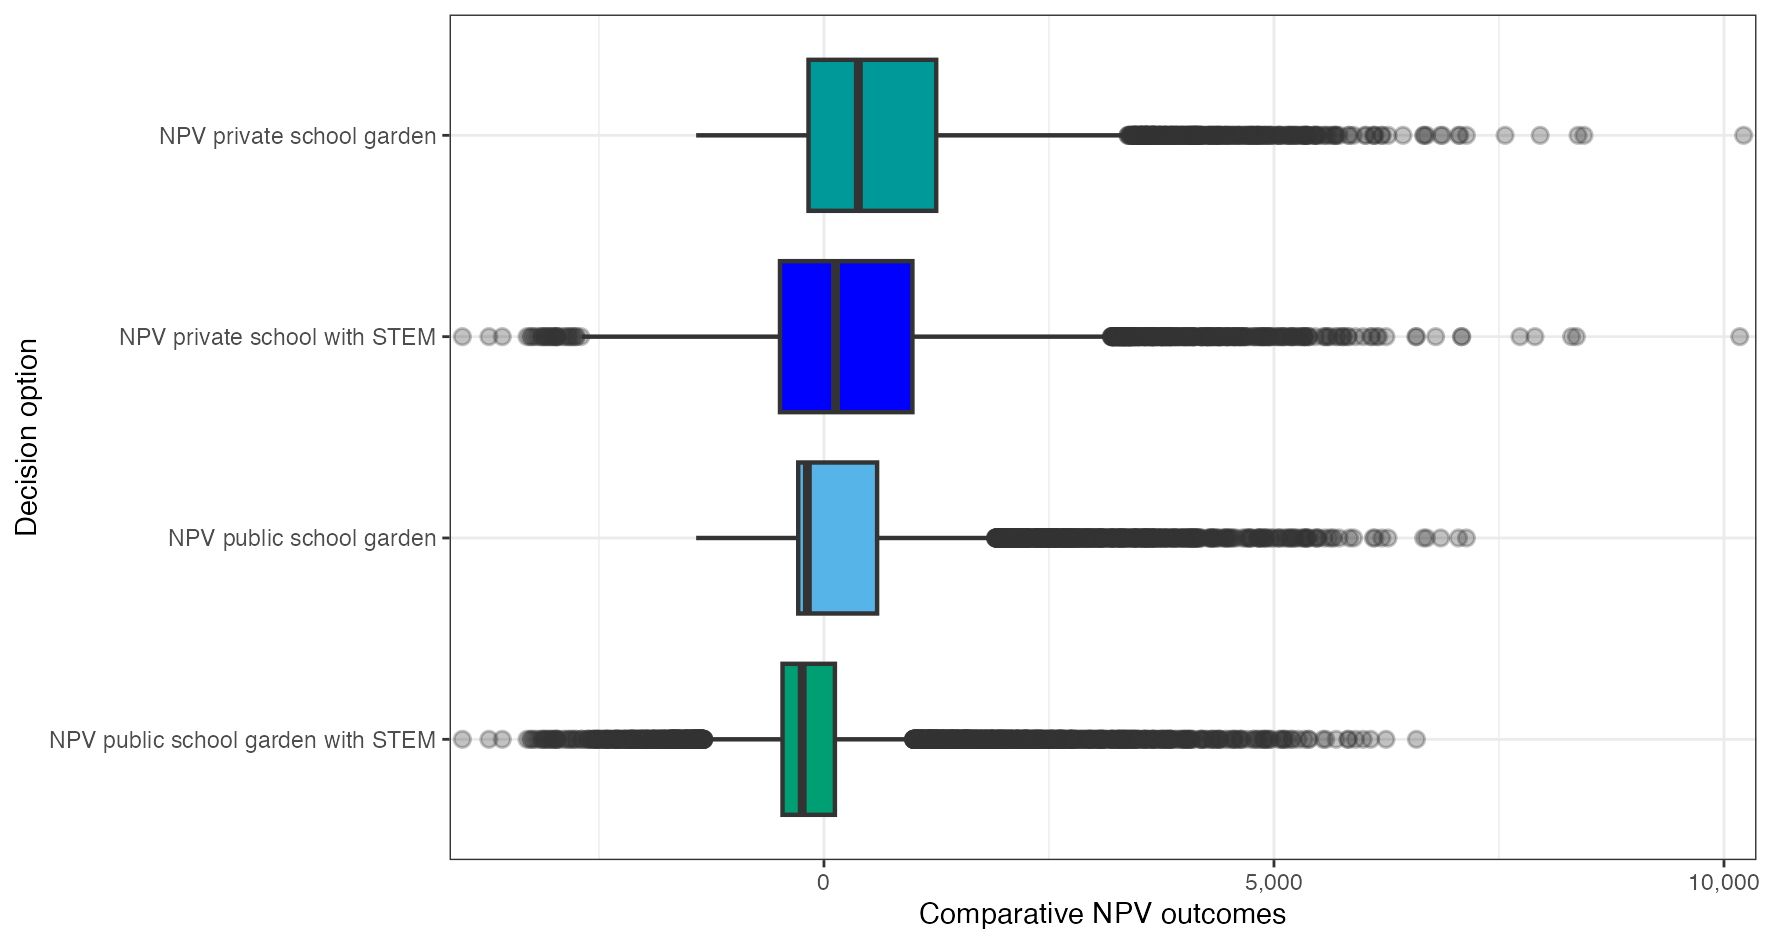 Decision option
NPV private school garden
NPV private school with STEM
NPV public school garden
NPV public school garden with STEM
0
5,000
10,000
Comparative NPV outcomes